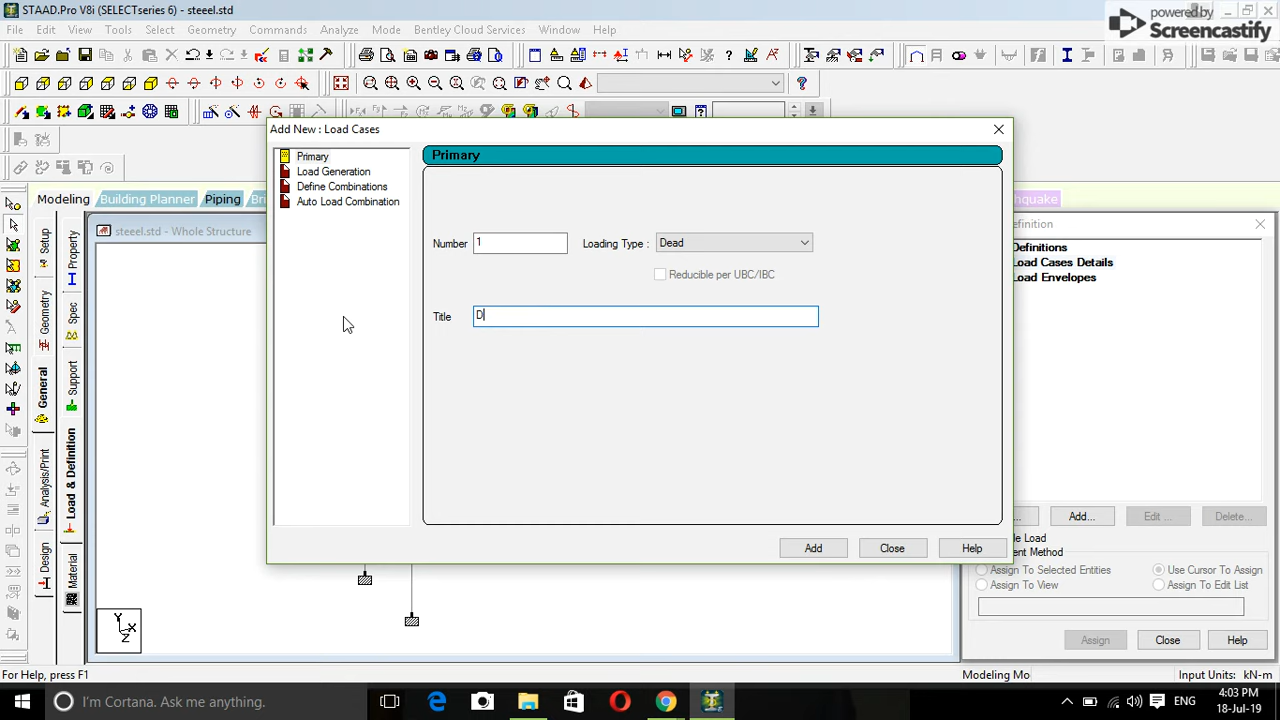 STAAD.Pro V8i (SELECTseries 6) - steeel.std
powered by
Screencastify
File Edit View Tools Select Geometry Commands Analyze Mode Window Help
Modeling Building Planner Piping
steeel.std - Whole Structure
Setup
Geometry
General
Analysis/Print
Design
Property
Spec
Support
Load & Definition
Material
Add New : Load Cases
Primary
Load Generation
Define Combinations
Auto Load Combination
Primary
Number 1 Loading Type : Dead
Reducible per UBC/IBC
Title D
Add Close Help
Definitions
Load Cases Details
Load Envelopes
Add... Edit ... Delete...
Assign To Selected Entities Use Cursor To Assign
Assign To View Assign To Edit List
Assign Close Help
Y
X
Z
For Help, press F1 Modeling Mo Input Units: kN-m
I'm Cortana. Ask me anything. ENG 4:03 PM
18-Jul-19